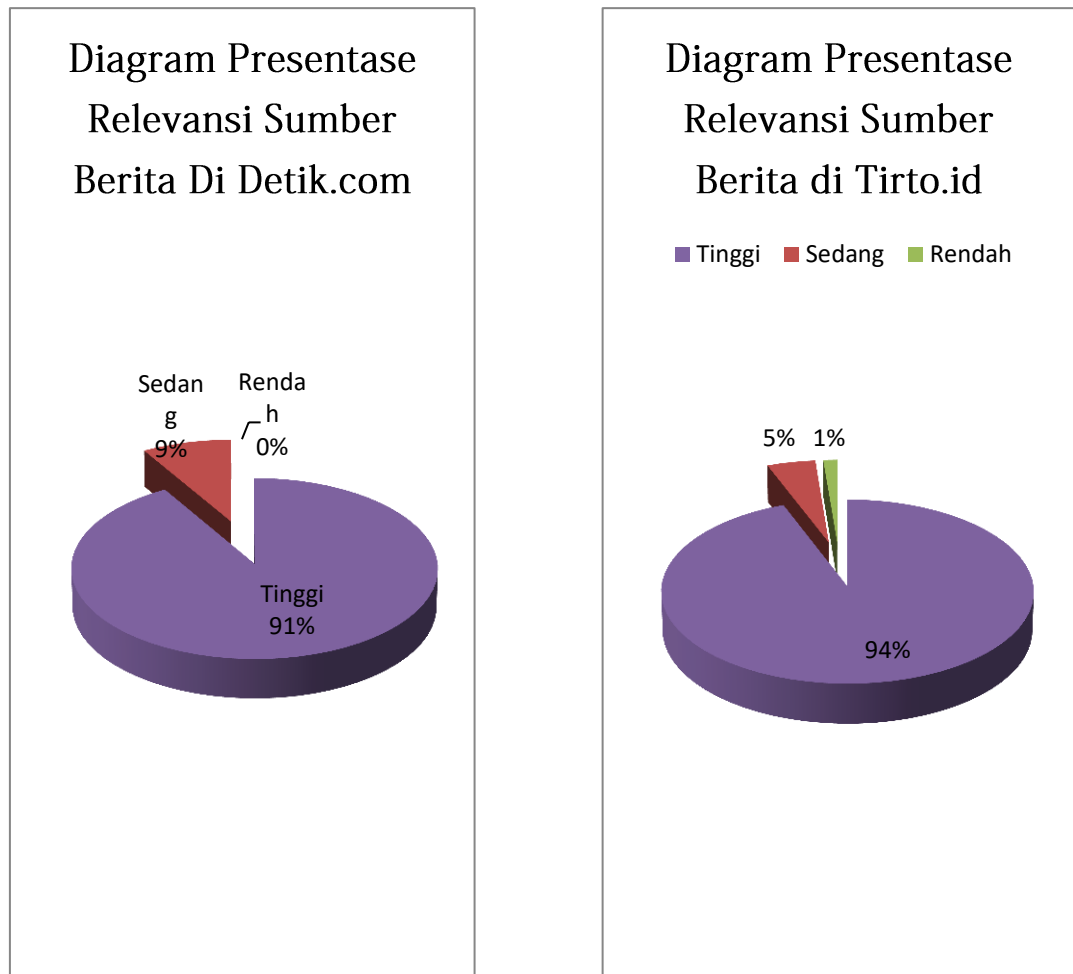 Diagram Presentase
Relevansi Sumber
Berita Di Detik.com
Sedan
g
9%
Renda
h
0%
Tinggi
91%
Diagram Presentase
Relevansi Sumber
Berita di Tirto.id
Tinggi Sedang Rendah
5% 1%
94%